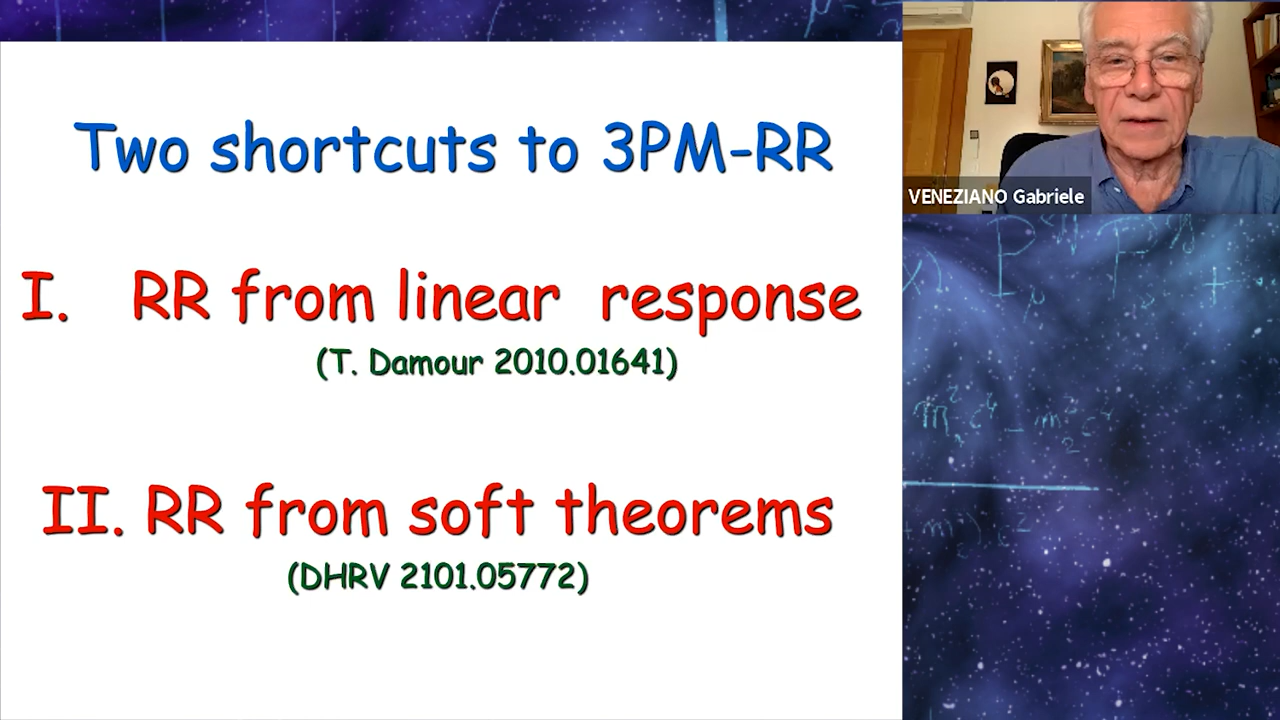 Two shortcuts to 3PM-RR
I. RR from linear response
(T. Damour 2010.01641)
II. RR from soft theorems
(DHRV 2101.05772)
VENEZIANO Gabriele